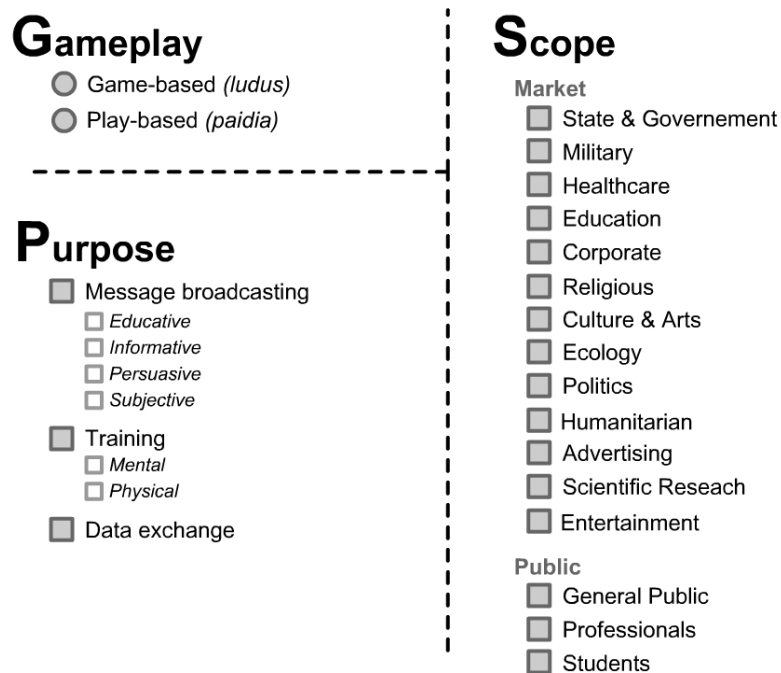 Gameplay
Game-based (ludus)
Play-based (paidia)
Purpose
Message broadcasting
Educative
Informative
Persuasive
Subjective
Training
Mental
Physical
Data exchange
Scope
Market
State & Governement
Military
Healthcare
Education
Corporate
Religious
Culture & Arts
Ecology
Politics
Humanitarian
Advertising
Scientific Reseach
Entertainment
Public
General Public
Professionals
Students